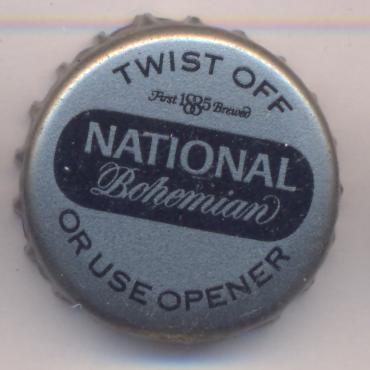 TWIST OFF
First 1885 Brewed
NATIONAL
Bohemian
OR USE OPENER